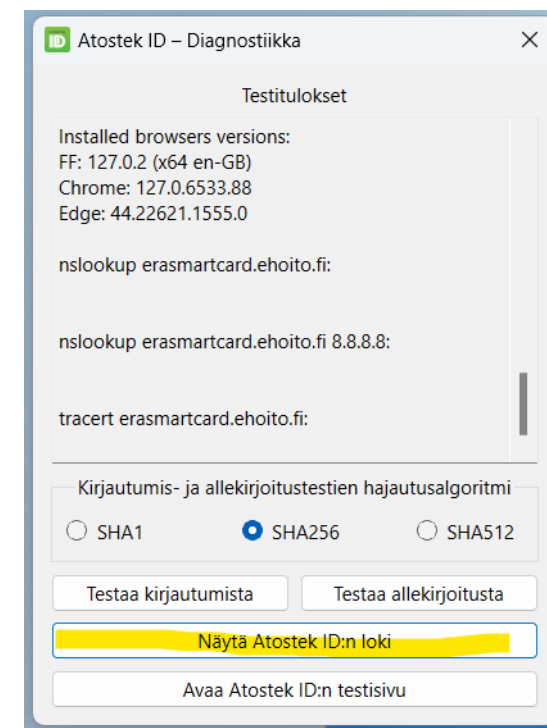 ID Atostek ID – Diagnostiikka
Testitulokset
Installed browsers versions:
FF: 127.0.2 (x64 en-GB)
Chrome: 127.0.6533.88
Edge: 44.22621.1555.0
nslookup erasmartcard.ehoito.fi:
nslookup erasmartcard.ehoito.fi 8.8.8.8:
tracert erasmartcard.ehoito.fi:
Kirjautumis- ja allekirjoitustestien hajautusalgoritmi
SHA1 SHA256 SHA512
Testaa kirjautumista Testaa allekirjoitusta
Näytä Atostek ID:n loki
Avaa Atostek ID:n testisivu